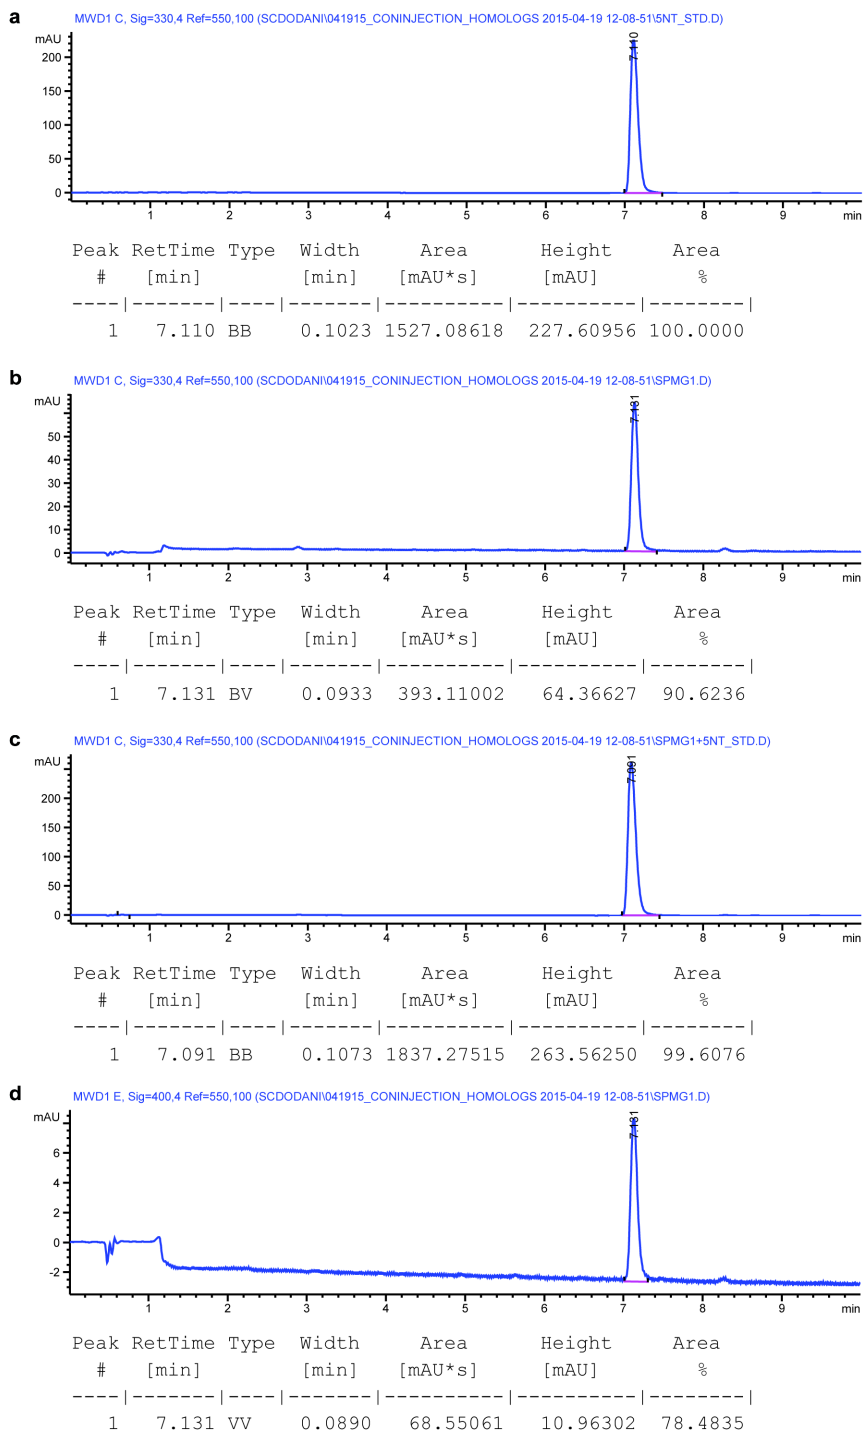 a
MWD1 C, Sig=330,4 Ref=550,100 (SCDODANI\041915_CONINJECTION_HOMOLOGS 2015-04-19 12-08-51\5NT_STD.D)
mAU
7.110
200
150
100
50
0
1 2 3 4 5 6 7 8 9 min
Peak RetTime Type Width Area Height Area
# [min] [min] [mAU*s] [mAU] %
----|-------|----|-------|----------|----------|--------|
1 7.110 BB 0.1023 1527.08618 227.60956 100.0000
b
MWD1 C, Sig=330,4 Ref=550,100 (SCDODANI\041915_CONINJECTION_HOMOLOGS 2015-04-19 12-08-51\SPMG1.D)
mAU
7.131
50
40
30
20
10
0
1 2 3 4 5 6 7 8 9 min
Peak RetTime Type Width Area Height Area
# [min] [min] [mAU*s] [mAU] %
----|-------|----|-------|----------|----------|--------|
1 7.131 BV 0.0933 393.11002 64.36627 90.6236
c
MWD1 C, Sig=330,4 Ref=550,100 (SCDODANI\041915_CONINJECTION_HOMOLOGS 2015-04-19 12-08-51\SPMG1+5NT_STD.D)
mAU
7.091
200
150
100
50
0
1 2 3 4 5 6 7 8 9 min
Peak RetTime Type Width Area Height Area
# [min] [min] [mAU*s] [mAU] %
----|-------|----|-------|----------|----------|--------|
1 7.091 BB 0.1073 1837.27515 263.56250 99.6076
d
MWD1 E, Sig=400,4 Ref=550,100 (SCDODANI\041915_CONINJECTION_HOMOLOGS 2015-04-19 12-08-51\SPMG1.D)
mAU
7.131
6
4
2
0
-2
1 2 3 4 5 6 7 8 9 min
Peak RetTime Type Width Area Height Area
# [min] [min] [mAU*s] [mAU] %
----|-------|----|-------|----------|----------|--------|
1 7.131 VV 0.0890 68.55061 10.96302 78.4835